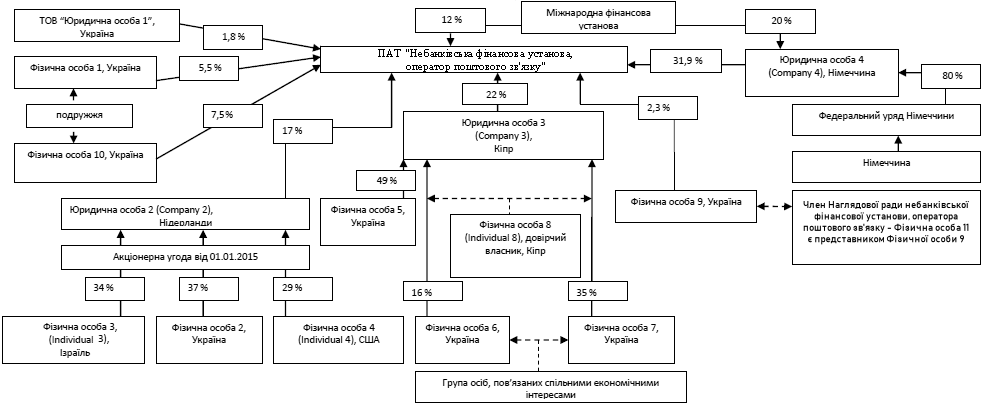 ТОВ “Юридична особа 1”,
Україна
1,8 %
12 %
Міжнародна фінансова
установа
20 %
ПАТ "Небанківська фінансова установа,
оператор поштового зв'язку"
Фізична особа 1, Україна
5,5 %
31,9 %
Юридична особа 4
(Company 4), Німеччина
80 %
подружжя
7,5 %
22 %
2,3 %
17 %
Юридична особа 3
(Company 3),
Кіпр
Федеральний уряд Німеччини
Фізична особа 10, Україна
Німеччина
49 %
Юридична особа 2 (Company 2),
Нідерланди
Фізична особа 5,
Україна
Фізична особа 9, Україна
Член Наглядової ради небанківської
фінансової установи, оператора
поштового зв'язку – Фізична особа 11
є представником Фізичної особи 9
Фізична особа 8
(Individual 8), довірчий
власник, Кіпр
Акціонерна угода від 01.01.2015
34 %
37 %
29 %
16 %
35 %
Фізична особа 3,
(Individual 3),
Ізраїль
Фізична особа 2,
Україна
Фізична особа 4
(Individual 4), США
Фізична особа 6,
Україна
Фізична особа 7,
Україна
Група осіб, пов’язаних спільними економічними
інтересами